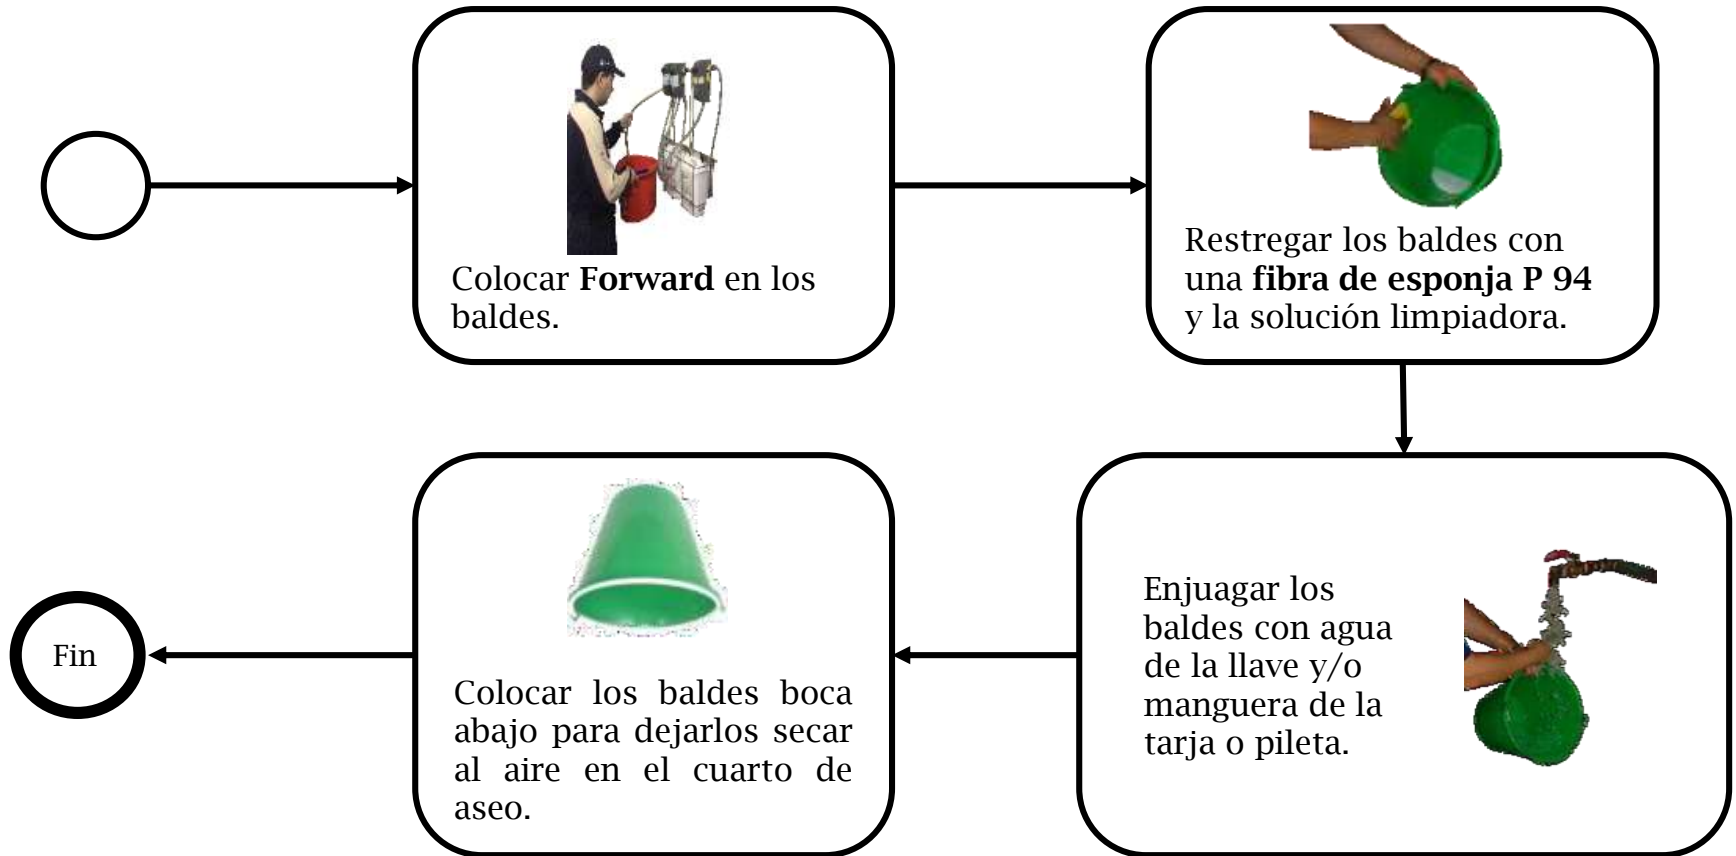 Colocar Forward en los
baldes.
Restregar los baldes con
una fibra de esponja P 94
y la solución limpiadora.
Enjuagar los
baldes con agua
de la llave y/o
manguera de la
tarja o pileta.
Colocar los baldes boca
abajo para dejarlos secar
al aire en el cuarto de
aseo.
Fin